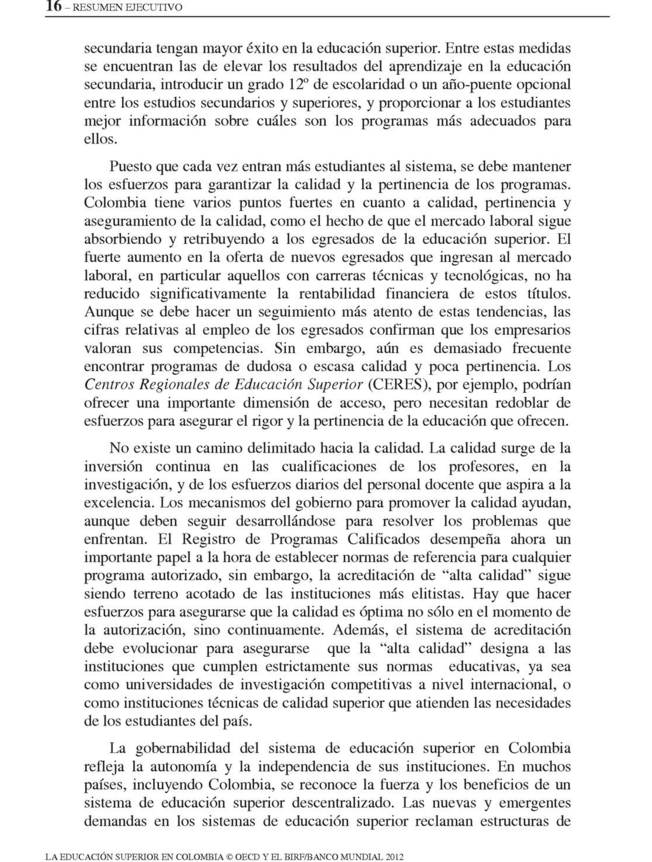 16 – RESUMEN EJECUTIVO
secundaria tengan mayor éxito en la educación superior. Entre estas medidas
se encuentran las de elevar los resultados del aprendizaje en la educación
secundaria, introducir un grado 12º de escolaridad o un año-puente opcional
entre los estudios secundarios y superiores, y proporcionar a los estudiantes
mejor información sobre cuáles son los programas más adecuados para
ellos.
Puesto que cada vez entran más estudiantes al sistema, se debe mantener
los esfuerzos para garantizar la calidad y la pertinencia de los programas.
Colombia tiene varios puntos fuertes en cuanto a calidad, pertinencia y
aseguramiento de la calidad, como el hecho de que el mercado laboral sigue
absorbiendo y retribuyendo a los egresados de la educación superior. El
fuerte aumento en la oferta de nuevos egresados que ingresan al mercado
laboral, en particular aquellos con carreras técnicas y tecnológicas, no ha
reducido significativamente la rentabilidad financiera de estos títulos.
Aunque se debe hacer un seguimiento más atento de estas tendencias, las
cifras relativas al empleo de los egresados confirman que los empresarios
valoran sus competencias. Sin embargo, aún es demasiado frecuente
encontrar programas de dudosa o escasa calidad y poca pertinencia. Los
Centros Regionales de Educación Superior (CERES), por ejemplo, podrían
ofrecer una importante dimensión de acceso, pero necesitan redoblar de
esfuerzos para asegurar el rigor y la pertinencia de la educación que ofrecen.
No existe un camino delimitado hacia la calidad. La calidad surge de la
inversión continua en las cualificaciones de los profesores, en la
investigación, y de los esfuerzos diarios del personal docente que aspira a la
excelencia. Los mecanismos del gobierno para promover la calidad ayudan,
aunque deben seguir desarrollándose para resolver los problemas que
enfrentan. El Registro de Programas Calificados desempeña ahora un
importante papel a la hora de establecer normas de referencia para cualquier
programa autorizado, sin embargo, la acreditación de “alta calidad” sigue
siendo terreno acotado de las instituciones más elitistas. Hay que hacer
esfuerzos para asegurarse que la calidad es óptima no sólo en el momento de
la autorización, sino continuamente. Además, el sistema de acreditación
debe evolucionar para asegurarse que la “alta calidad” designa a las
instituciones que cumplen estrictamente sus normas educativas, ya sea
como universidades de investigación competitivas a nivel internacional, o
como instituciones técnicas de calidad superior que atienden las necesidades
de los estudiantes del país.
La gobernabilidad del sistema de educación superior en Colombia
refleja la autonomía y la independencia de sus instituciones. En muchos
países, incluyendo Colombia, se reconoce la fuerza y los beneficios de un
sistema de educación superior descentralizado. Las nuevas y emergentes
demandas en los sistemas de educación superior reclaman estructuras de
LA EDUCACIÓN SUPERIOR EN COLOMBIA © OECD Y EL BIRF/BANCO MUNDIAL 2012